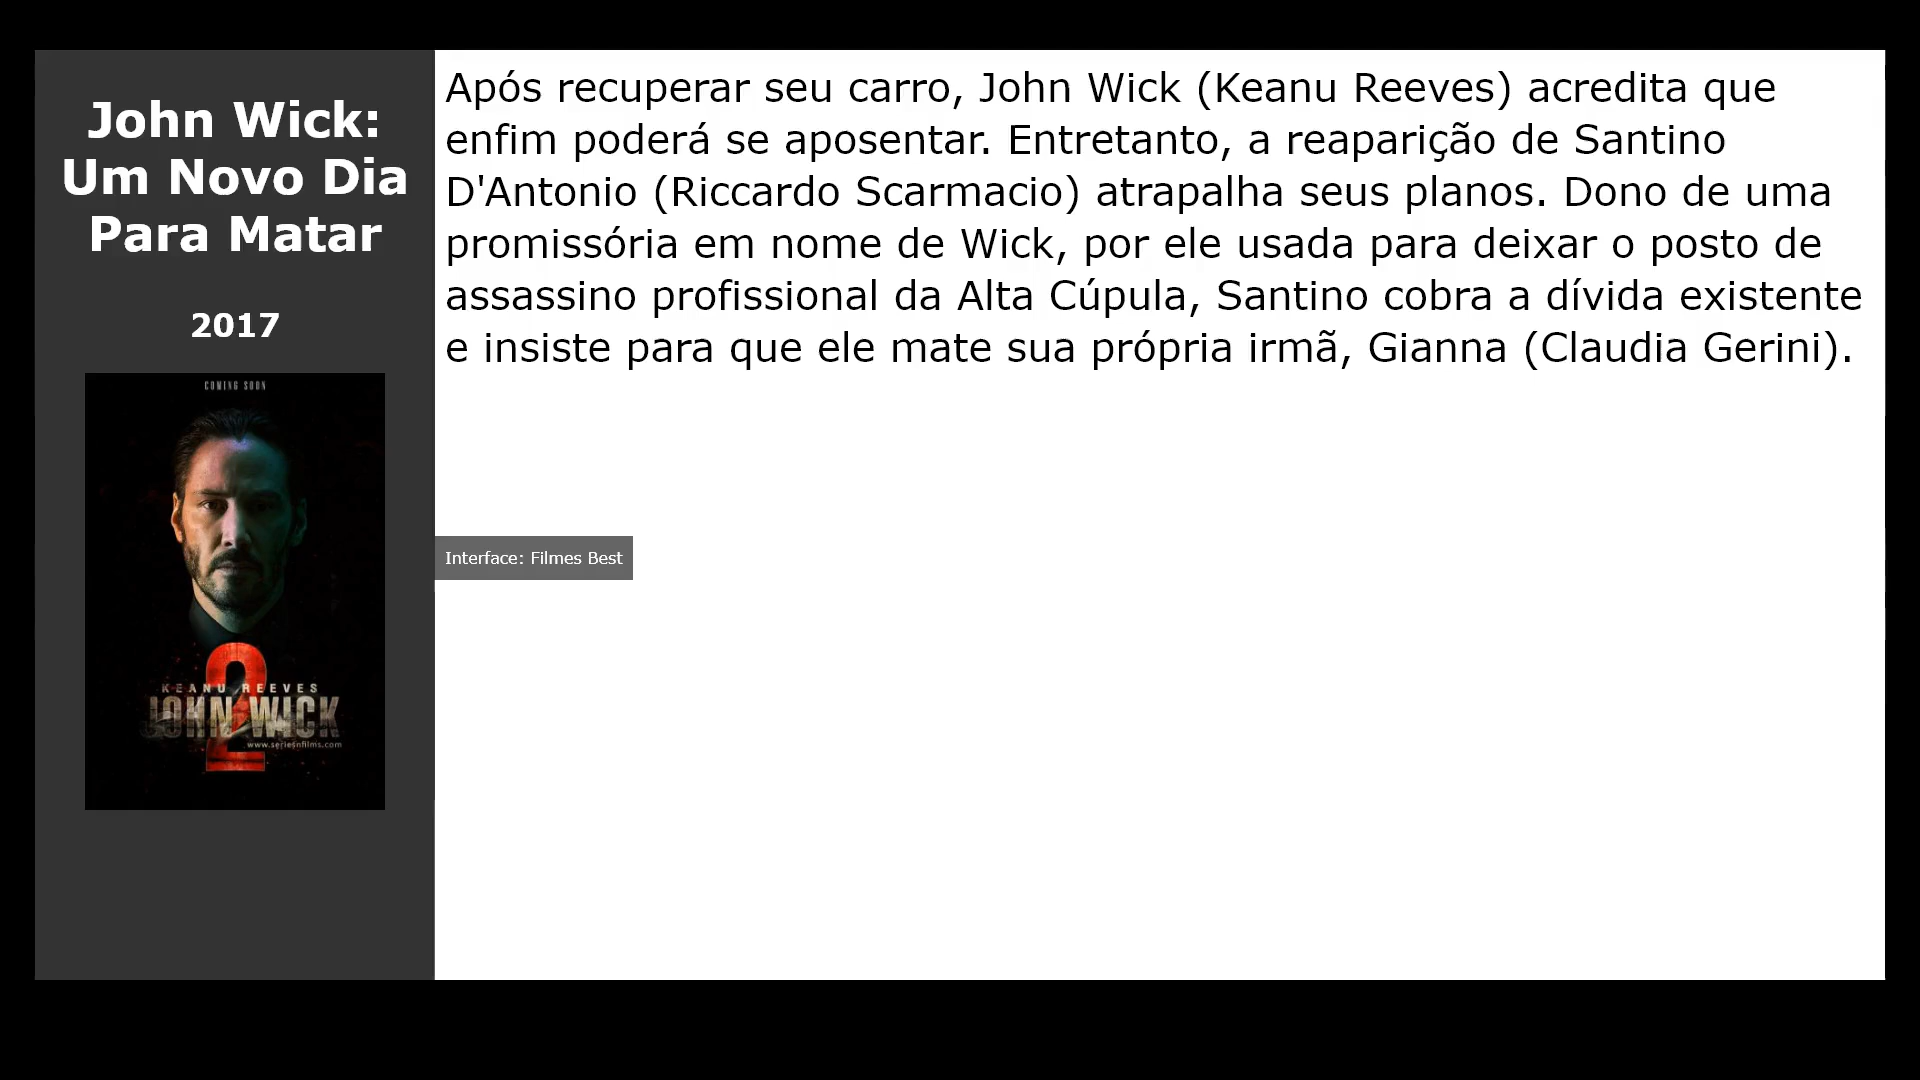 John Wick:
Um Novo Dia
Para Matar
2017
COMING SOON
2
KEANU REEVES
JOHN WICK
www.seriesnfilms.com
Após recuperar seu carro, John Wick (Keanu Reeves) acredita que
enfim poderá se aposentar. Entretanto, a reaparição de Santino
D'Antonio (Riccardo Scarmacio) atrapalha seus planos. Dono de uma
promissória em nome de Wick, por ele usada para deixar o posto de
assassino profissional da Alta Cúpula, Santino cobra a dívida existente
e insiste para que ele mate sua própria irmã, Gianna (Claudia Gerini).
Interface: Filmes Best